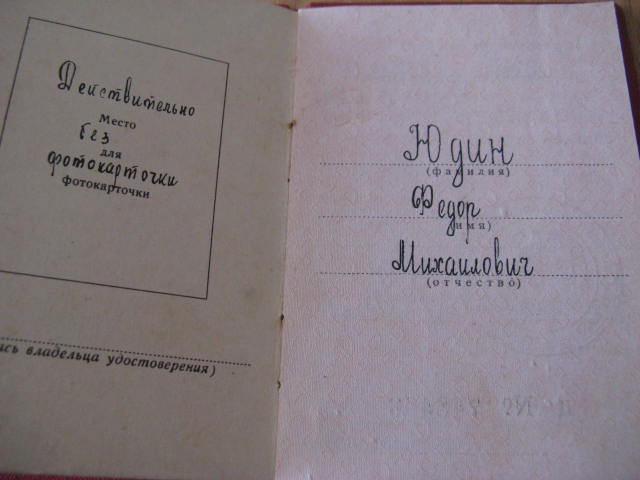 Действительно
Место
без
для
фотокарточки
фотокарточки
ись владельца удостоверения)
Юдин
(фамилия)
Федор
имя)
Михаилович
(отчество)